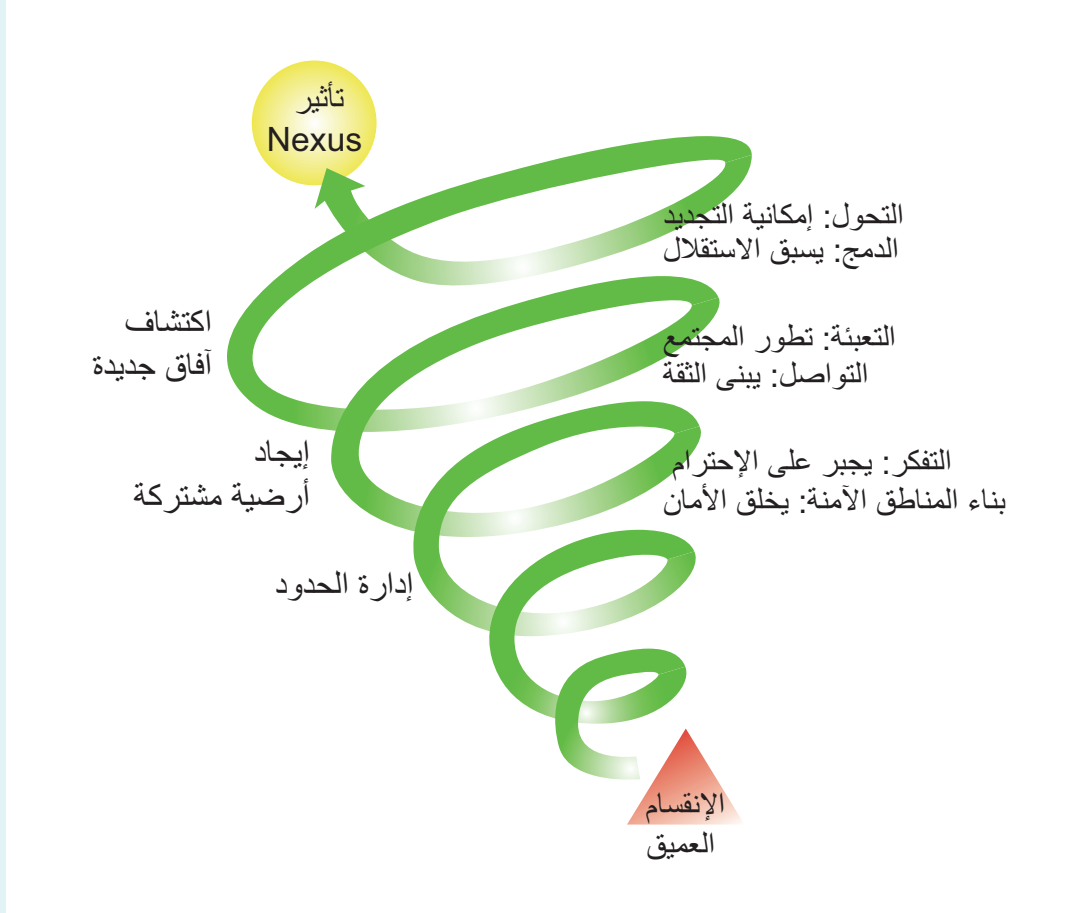 تأثير
Nexus
التحول: إمكانية التجديد
الدمج: يسبق الاستقلال
اكتشاف
آفاق جديدة
التعبئة: تطور المجتمع
التواصل: يبنى الثقة
إيجاد
أرضية مشتركة
التفكر: يجبر على الإحترام
بناء المناطق الآمنة: يخلق الأمان
إدارة الحدود
الإنقسام
العميق